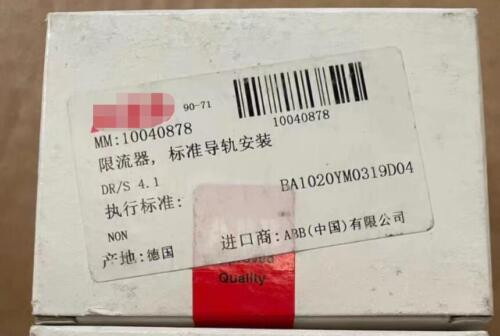 90-71
MM:10040878
10040878
限流器, 标准导轨安装
DR/S 4.1
执行标准:
BA1020YM0319D04
NON
产地:德国
进口商:ABB(中国)有限公司
Quality